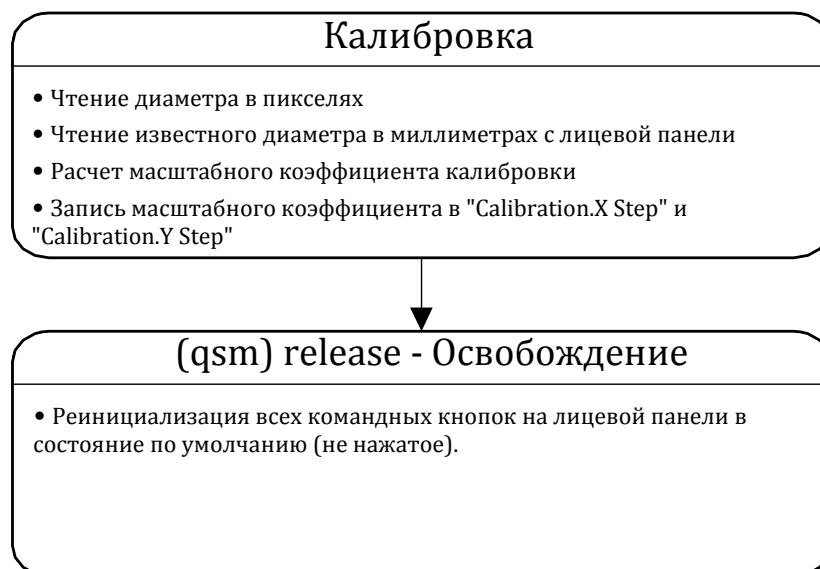 Калибровка
• Чтение диаметра в пикселях
• Чтение известного диаметра в миллиметрах с лицевой панели
• Расчет масштабного коэффициента калибровки
• Запись масштабного коэффициента в "Calibration.X Step" и
"Calibration.Y Step"
(qsm) release - Освобождение
• Реинициализация всех командных кнопок на лицевой панели в
состояние по умолчанию (не нажатое).